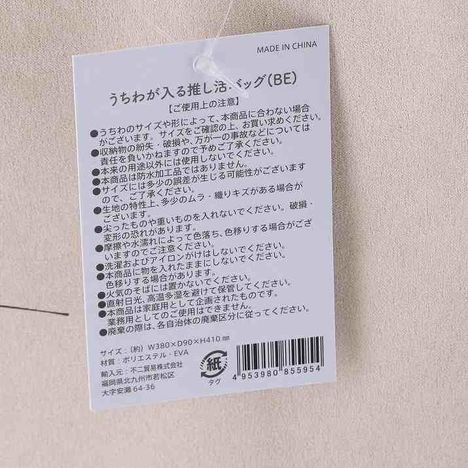 MADE IN CHINA
うちわが入る推し活バッグ(BE)
【ご使用上の注意】
●うちわのサイズや形によって、本商品に合わない場合
がございます。サイズをご確認の上、お買い求めください。
●収納物の紛失・破損や、万が一の事故などについては
責任を負いかねますので予めご了承ください。
●本来の用途以外には使用しないでください。
●本商品は防水加工品ではありません。
●サイズには多少の誤差が生じる可能性がございます
ので、ご了承ください。
●生地の特性上、多少のムラ・織りキズがある場合が
ございます。
●尖ったものや重いものを入れないでください。破損・
変形の恐れがあります。
●摩擦や水濡れによって色落ち、色移りする場合がござ
いますのでご注意ください。
●洗濯およびアイロンがけはしないでください。
●本商品に物を入れたままにしないでください。
色移りする場合があります。
●火気のそばには置かないでください。
●直射日光、高温多湿を避けて保管してください。
●本商品は家庭用として企画されたものです。
業務用としてのご使用はできません。
●廃棄の際は、各自治体の廃棄区分に従ってください。
サイズ:(約)W380×D90×H410㎜
材質:ポリエステル・EVA
輸入元:不二貿易株式会社
福岡県北九州市若松区
大字安瀬 64-36
紙
タグ
4 953980 855954